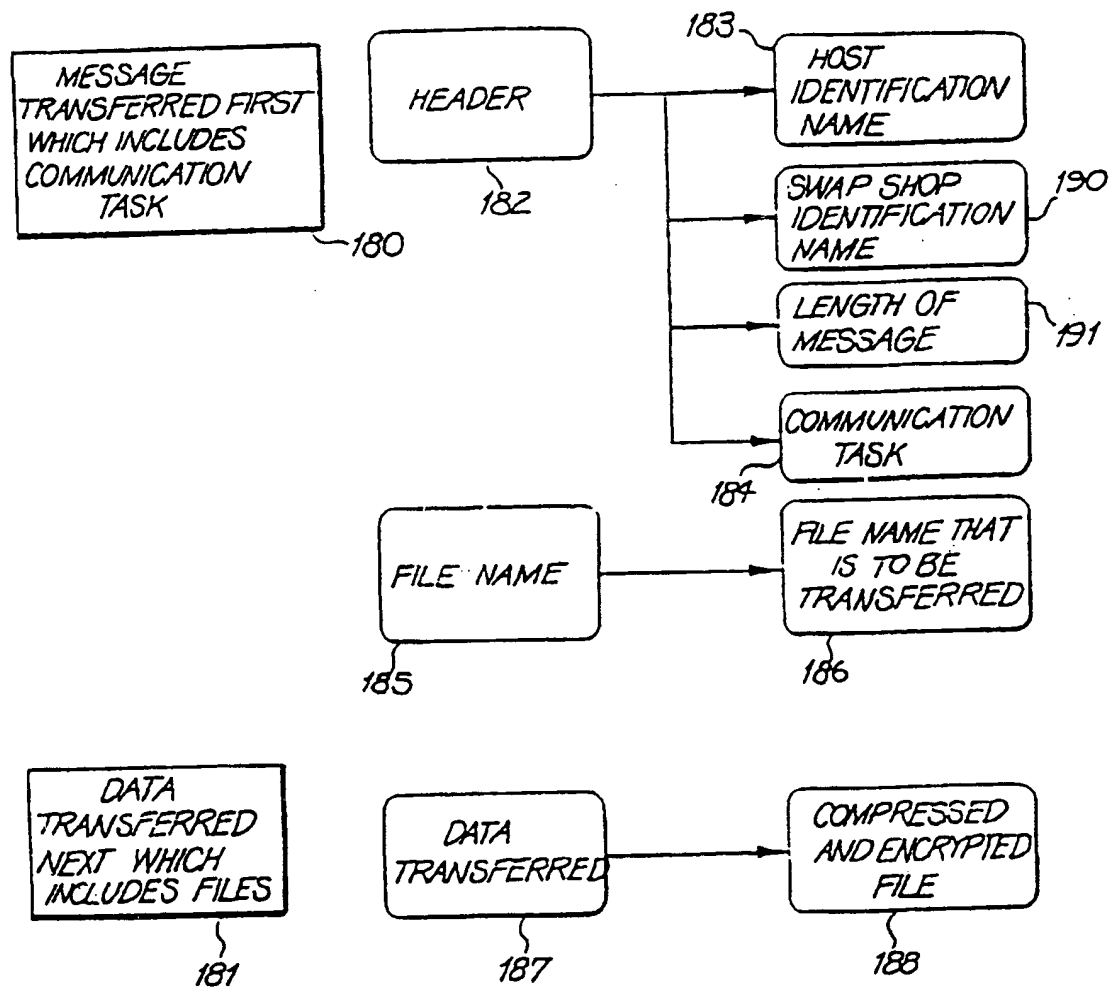 MESSAGE
TRANSFERRED FIRST
WHICH INCLUDES
COMMUNICATION
TASK
180
HEADER
182
183
HOST
IDENTIFICATION
NAME
SWAP SHOP
IDENTIFICATION
NAME
190
LENGTH OF
MESSAGE
191
COMMUNICATION
TASK
184
FILE NAME
185
FILE NAME THAT
IS TO BE
TRANSFERRED
186
DATA
TRANSFERRED
NEXT WHICH
INCLUDES FILES
181
DATA
TRANSFERRED
187
COMPRESSED
AND ENCRYPTED
FILE
188